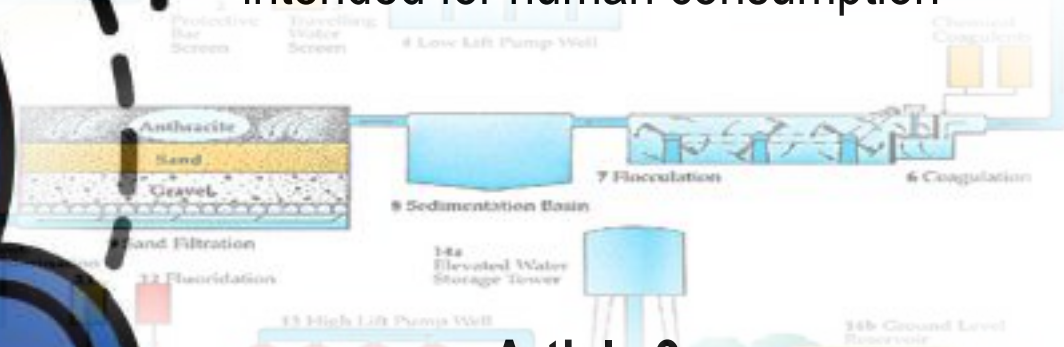 intended for human consumption
Protective
Bar
Screen
Travelling
Water
Screen
4 Low Lift Pump Well
Chemical
Coagulents
Anthracite
Sand
Gravel
7 Flocculation
6 Coagulation
8 Sedimentation Basin
Sand Filtration
14a
Elevated Water
Storage Tower
12 Fluoridation
13 High Lift Pump Well
14b Ground Level
Reservoir